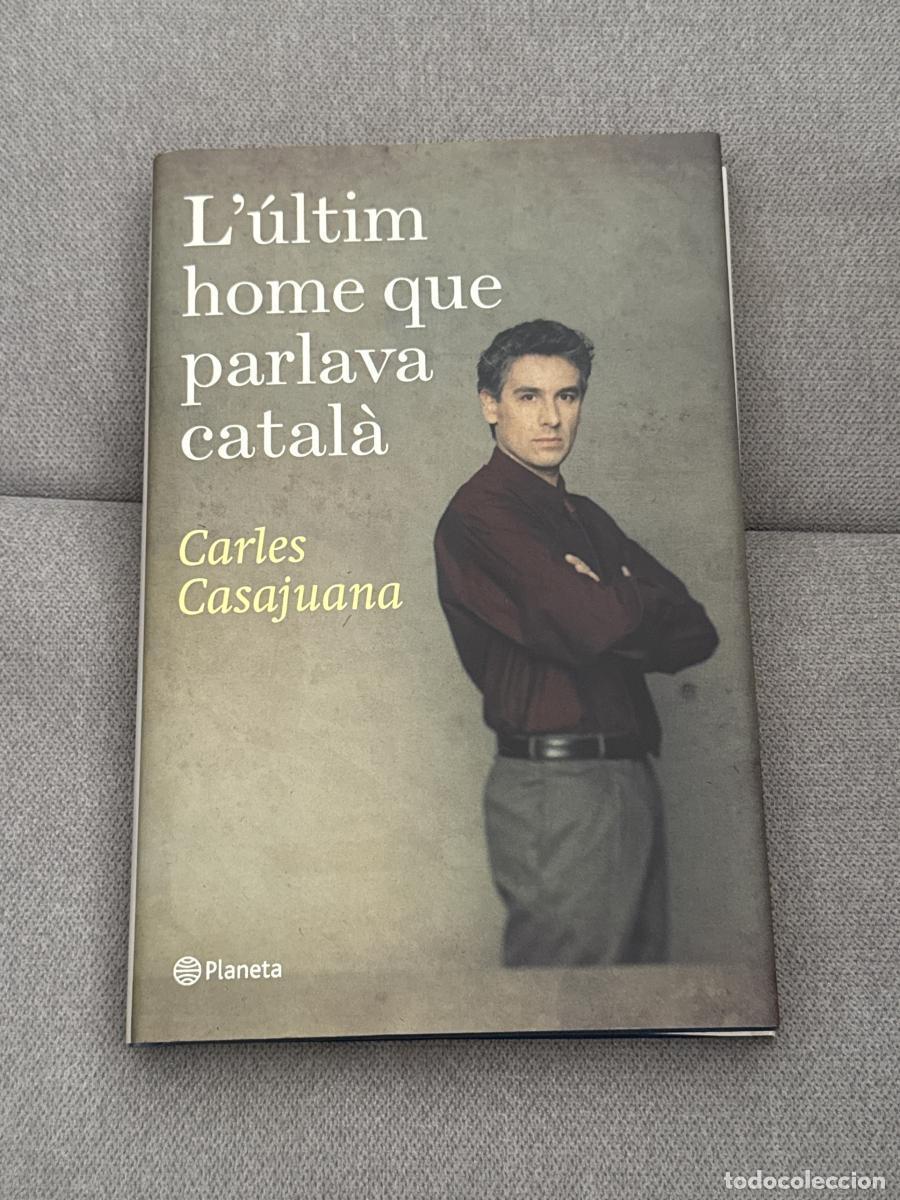 L'últim
home que
parlava
català
Carles
Casajuana
Planeta
todocoleccion